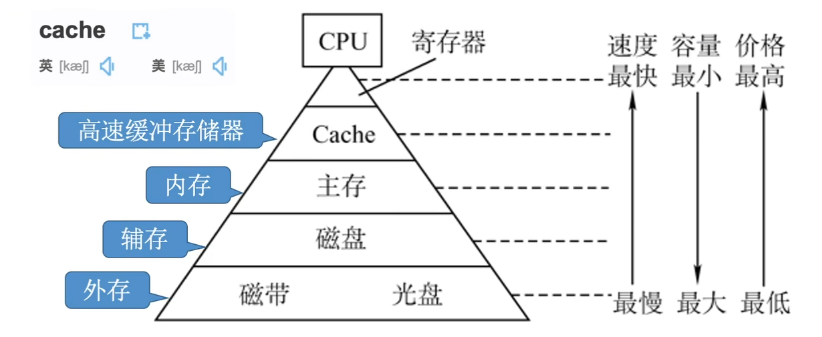 cache
英 [kæʃ] 美 [kæʃ]
CPU
寄存器
速度 容量 价格
最快 最小 最高
高速缓冲存储器
Cache
内存
主存
辅存
磁盘
外存
磁带 光盘
最慢 最大 最低